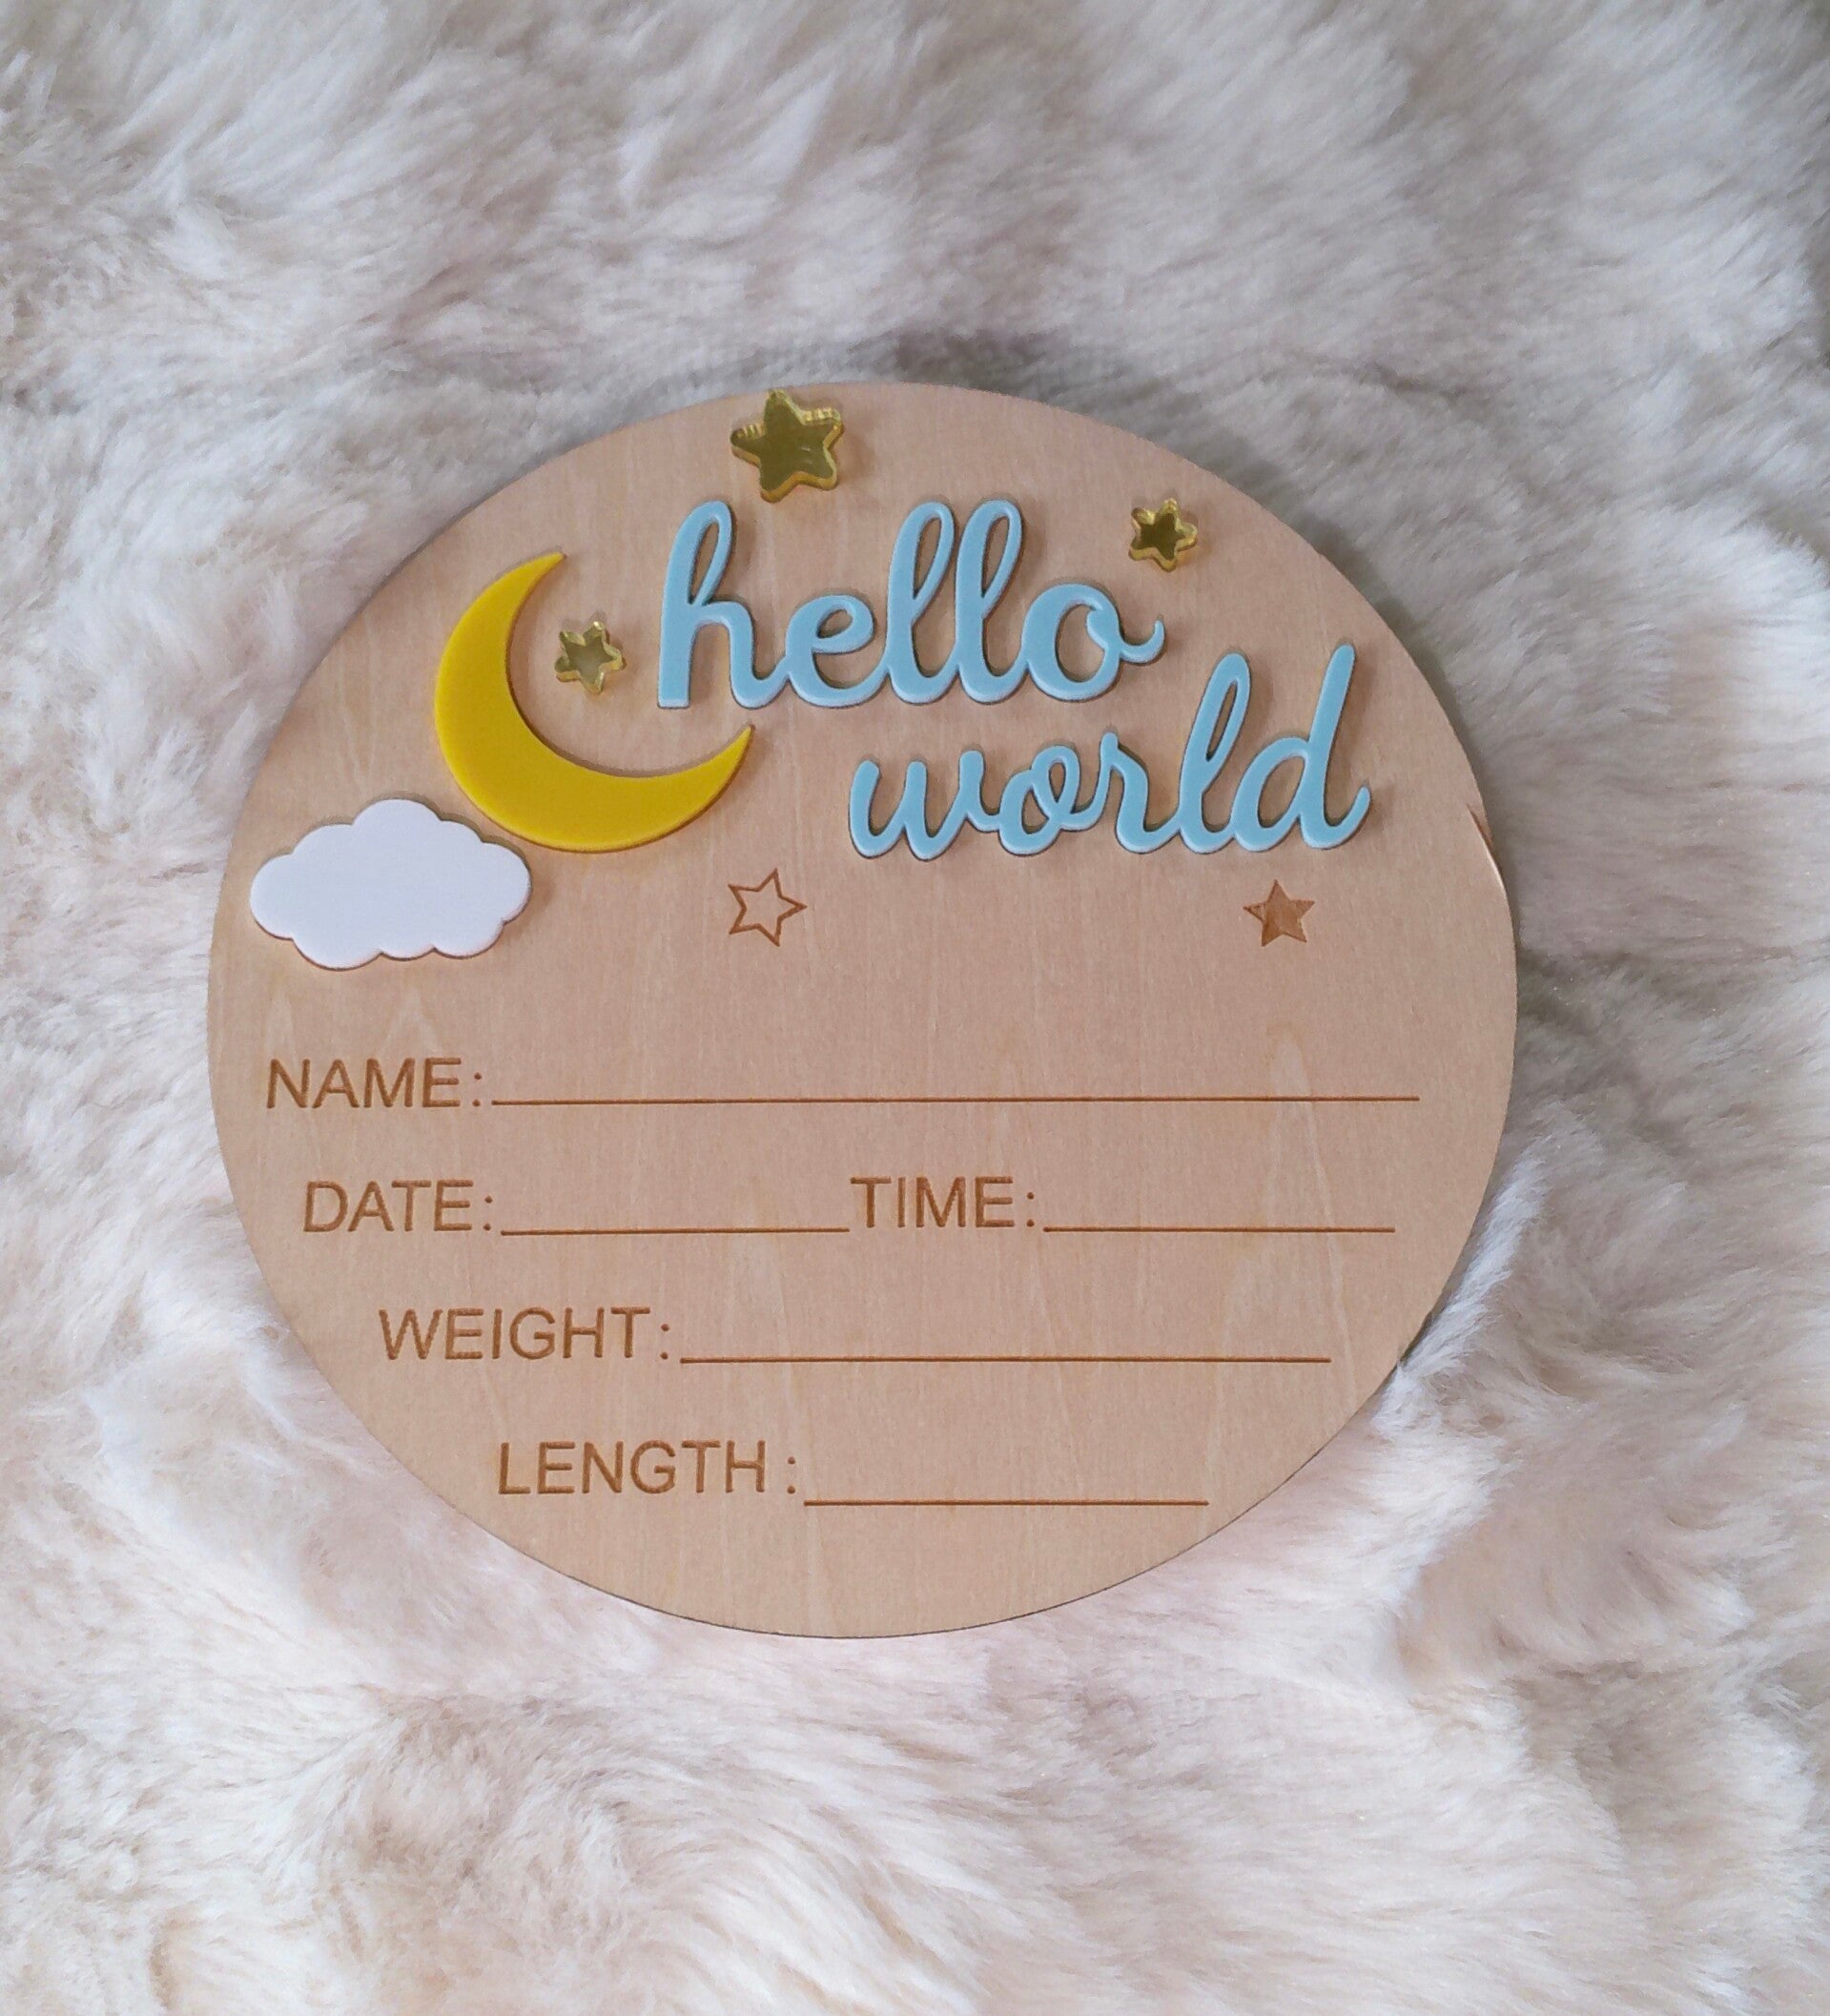 hello
world
NAME:
DATE: TIME:
WEIGHT:
LENGTH: